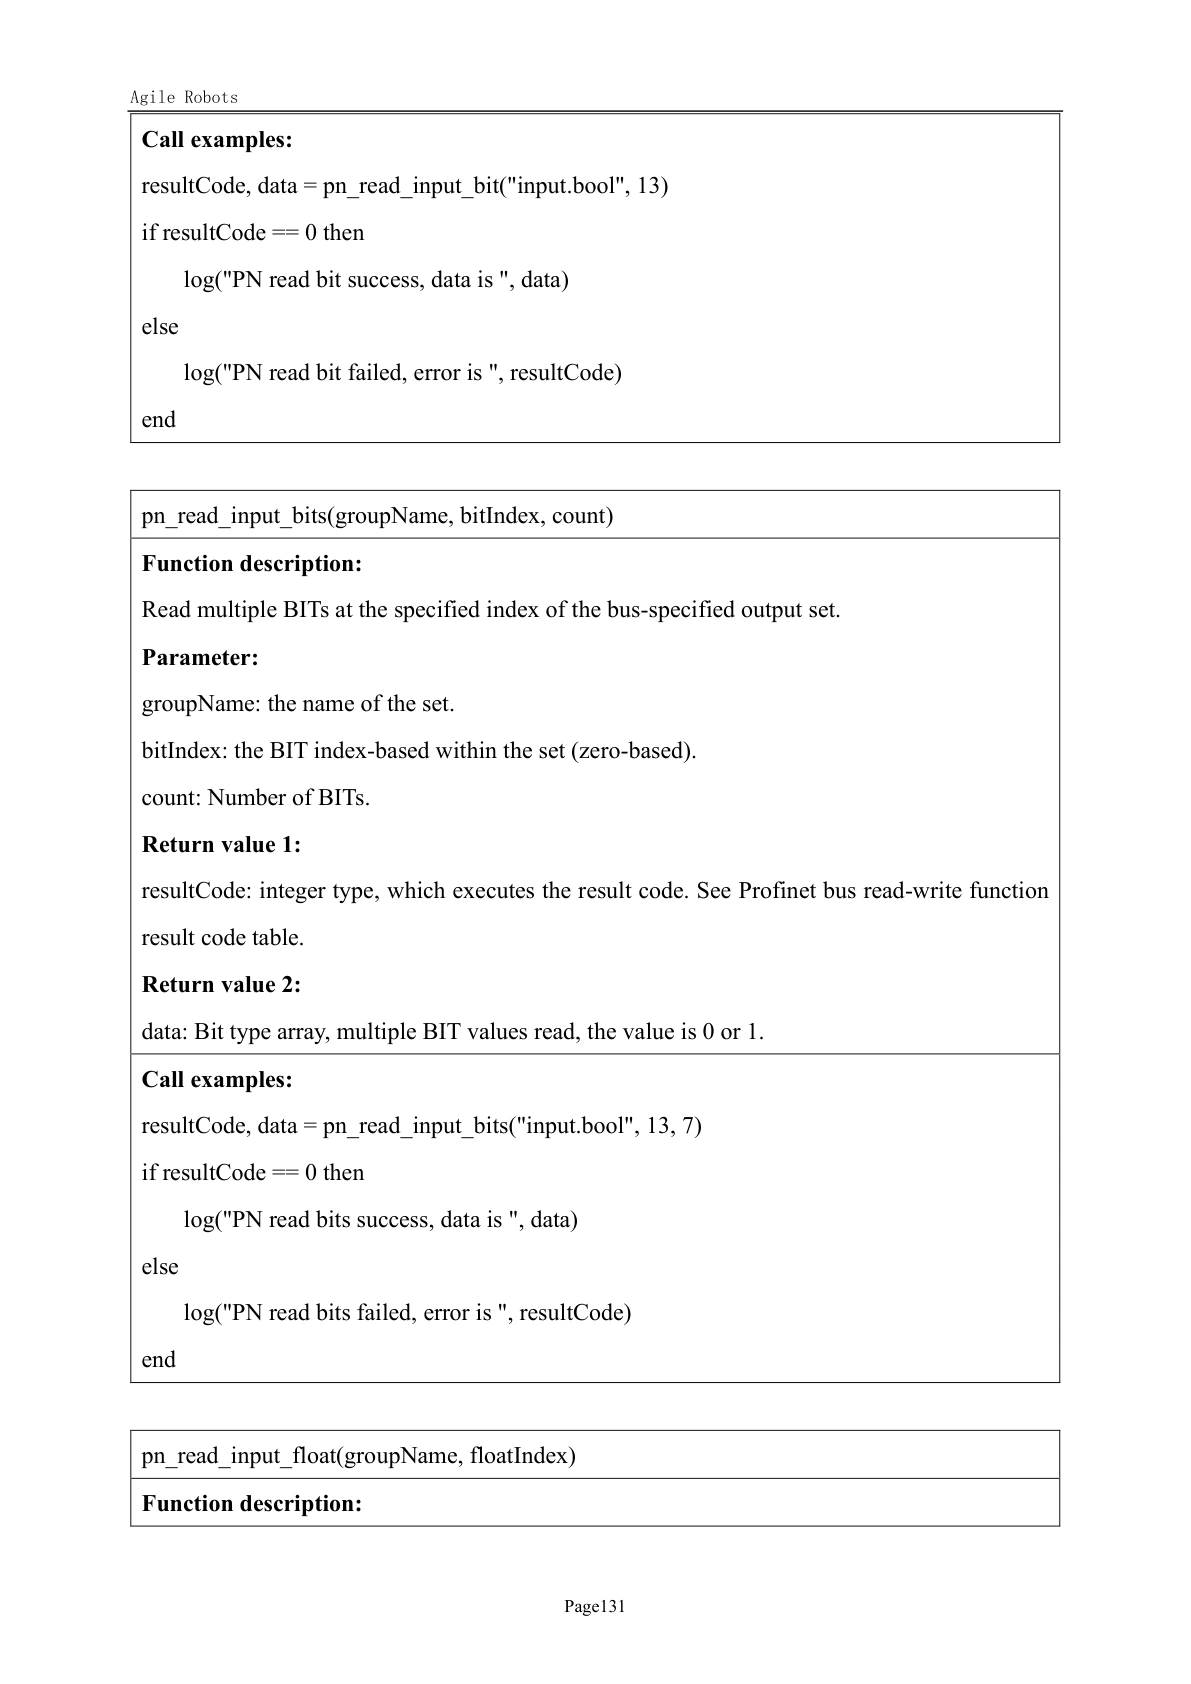 Agile Robots
Call examples:
resultCode, data = pn_read_input_bit("input.bool", 13)
if resultCode == 0 then
log("PN read bit success, data is ", data)
else
log("PN read bit failed, error is ", resultCode)
end
pn_read_input_bits(groupName, bitIndex, count)
Function description:
Read multiple BITs at the specified index of the bus-specified output set.
Parameter:
groupName: the name of the set.
bitIndex: the BIT index-based within the set (zero-based).
count: Number of BITs.
Return value 1:
resultCode: integer type, which executes the result code. See Profinet bus read-write function
result code table.
Return value 2:
data: Bit type array, multiple BIT values read, the value is 0 or 1.
Call examples:
resultCode, data = pn_read_input_bits("input.bool", 13, 7)
if resultCode == 0 then
log("PN read bits success, data is ", data)
else
log("PN read bits failed, error is ", resultCode)
end
pn_read_input_float(groupName, floatIndex)
Function description:
Page131